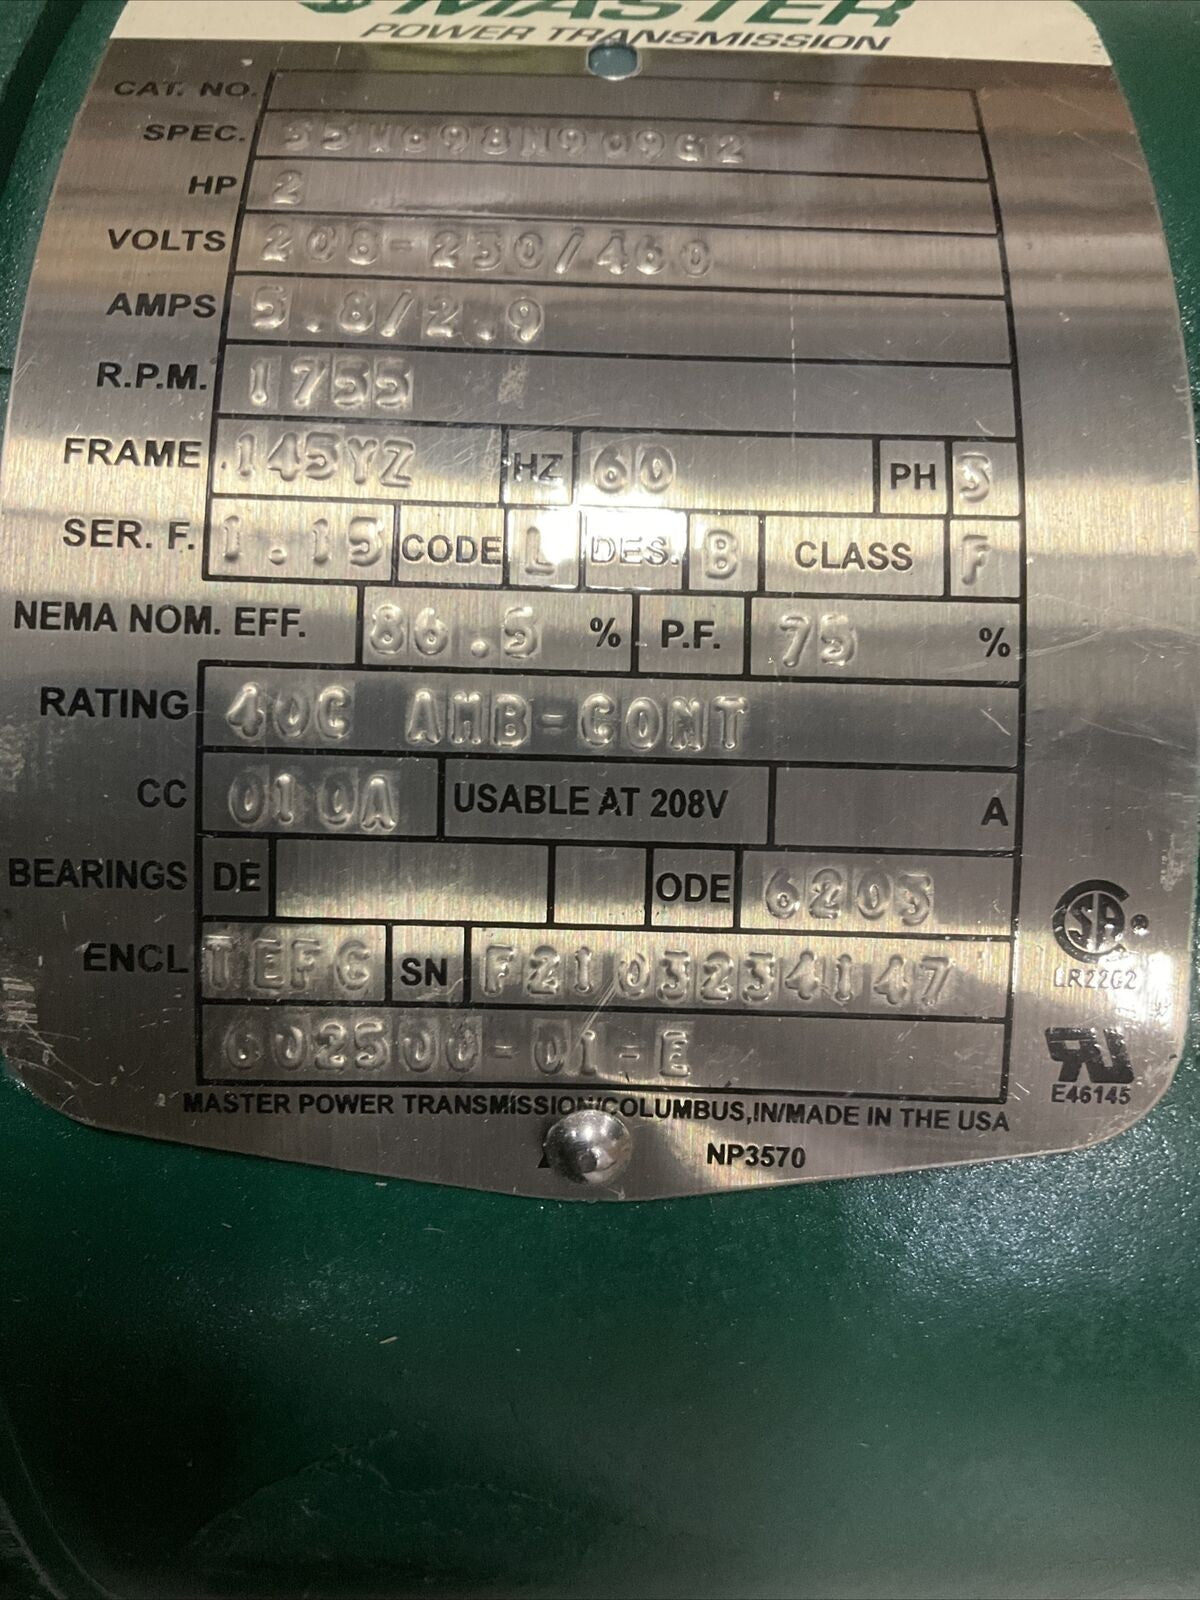 MASTER
POWER TRANSMISSION
CAT. NO.
SPEC. 35N698N909G2
HP 2
VOLTS 208-230/460
AMPS 5.8/2.9
R.P.M. 1755
FRAME 145YZ HZ 60 PH 3
SER. F. 1.15 CODE L DES. B CLASS F
NEMA NOM. EFF. 86.5 % P.F. 75 %
RATING 40C AMB-CONT
CC 010A USABLE AT 208V A
BEARINGS DE ODE 6203
ENCL TEFC SN F2103234147
602500-01-E
LR2262
E46145
MASTER POWER TRANSMISSION/COLUMBUS,IN/MADE IN THE USA
NP3570